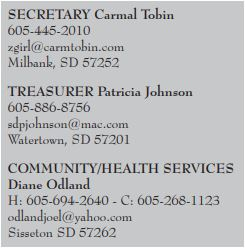 SECRETARY Carmal Tobin
605-445-2010
zgirl@carmtobin.com
Milbank, SD 57252
TREASURER Patricia Johnson
605-886-8756
sdpjohnson@mac.com
Watertown, SD 57201
COMMUNITY/HEALTH SERVICES
Diane Odland
H: 605-694-2640 - C: 605-268-1123
odlandjoel@yahoo.com
Sisseton SD 57262